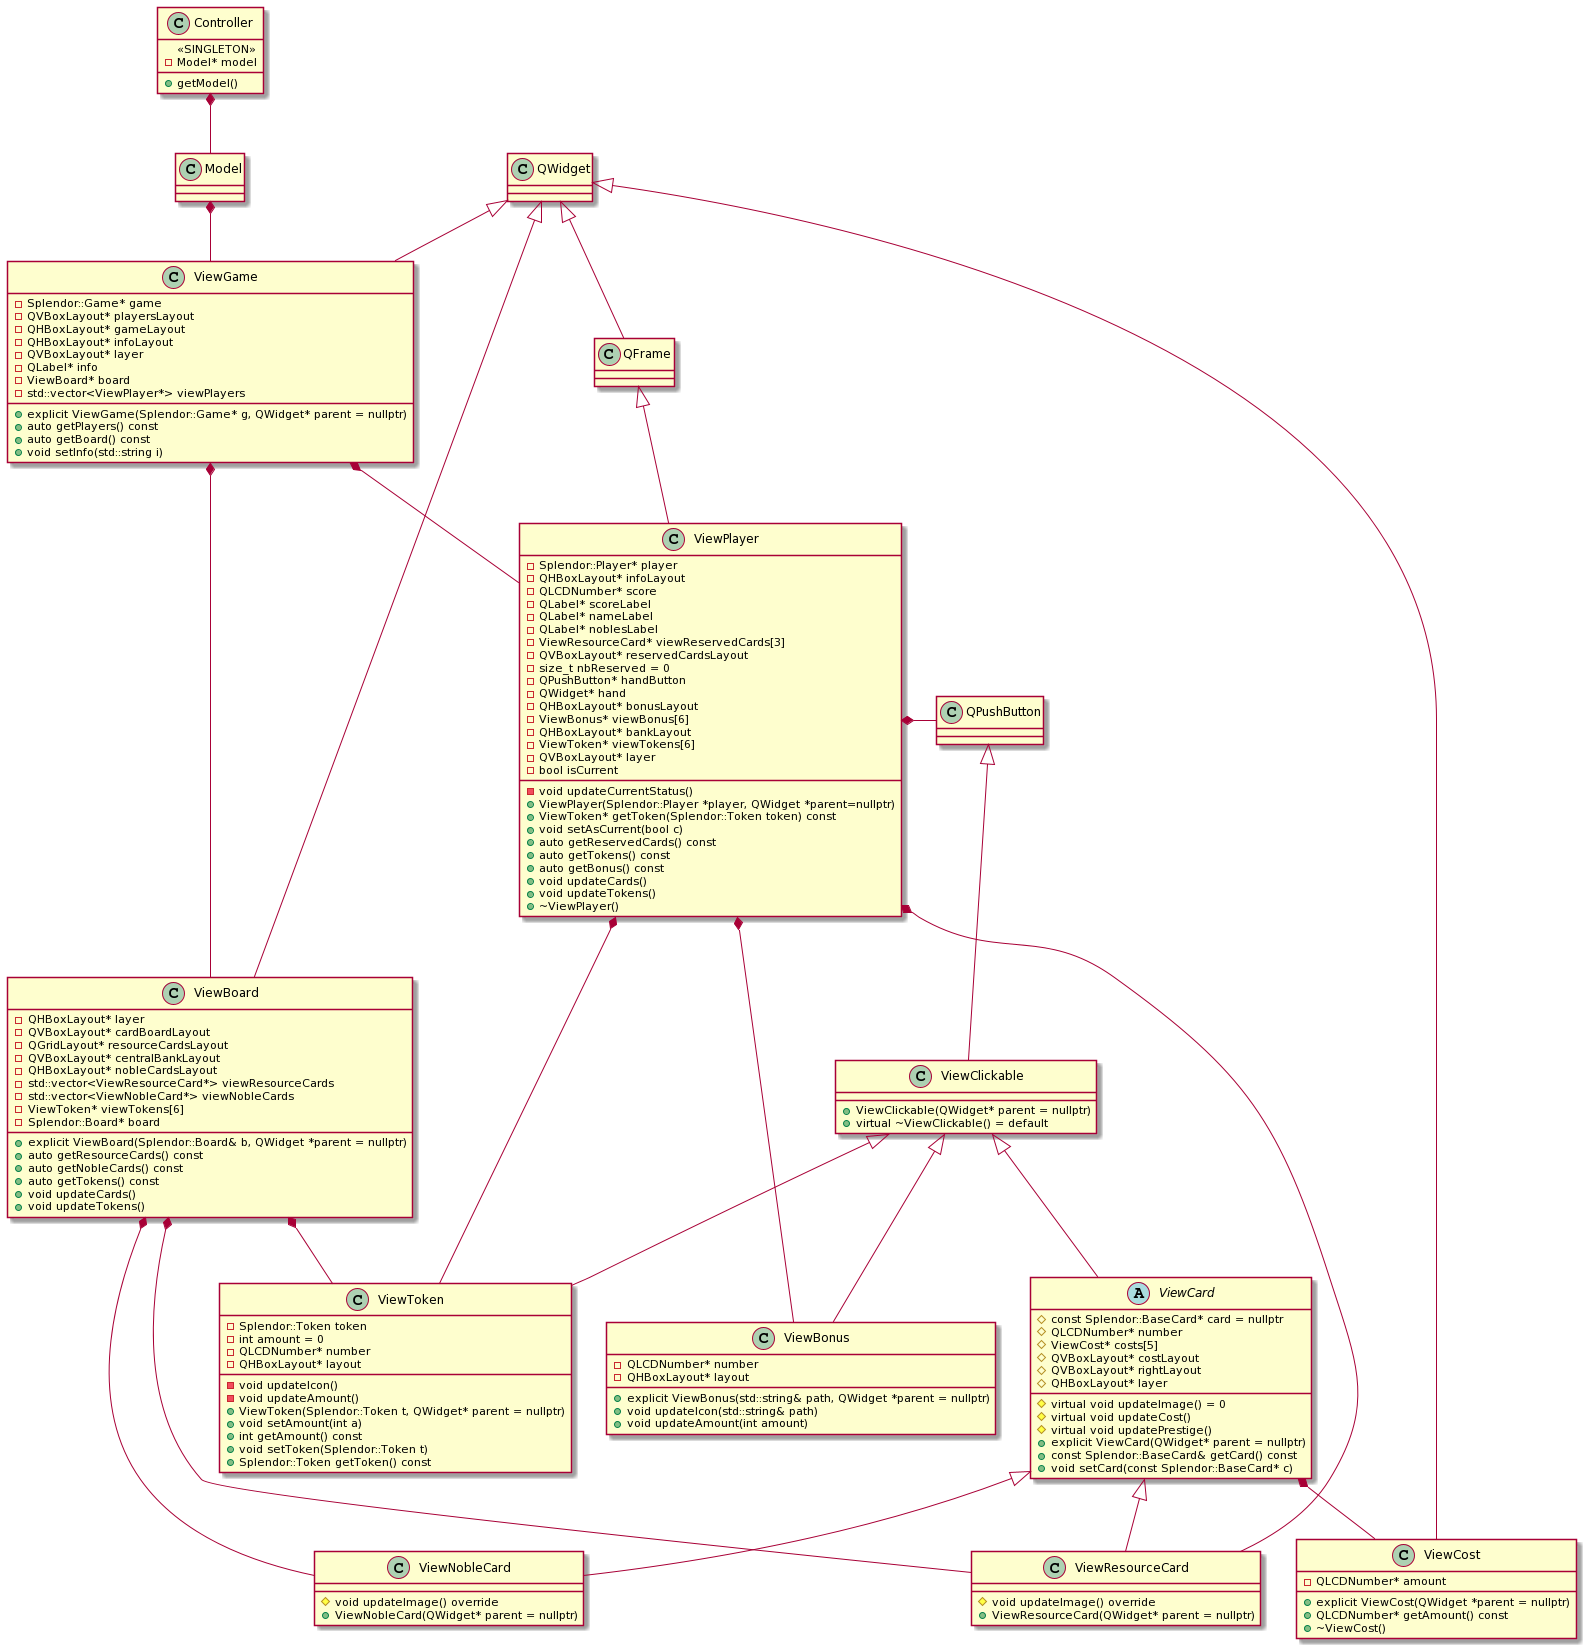 C Controller
«SINGLETON»
Model* model
getModel()
C Model
C QWidget
C ViewGame
Splendor::Game* game
QVBoxLayout* playersLayout
QHBoxLayout* gameLayout
QHBoxLayout* infoLayout
QVBoxLayout* layer
QLabel* info
ViewBoard* board
std::vector<ViewPlayer*> viewPlayers
explicit ViewGame(Splendor::Game* g, QWidget* parent = nullptr)
auto getPlayers() const
auto getBoard() const
void setInfo(std::string i)
C QFrame
C ViewPlayer
Splendor::Player* player
QHBoxLayout* infoLayout
QLCDNumber* score
QLabel* scoreLabel
QLabel* nameLabel
QLabel* noblesLabel
ViewResourceCard* viewReservedCards[3]
QVBoxLayout* reservedCardsLayout
size_t nbReserved = 0
QPushButton* handButton
QWidget* hand
QHBoxLayout* bonusLayout
ViewBonus* viewBonus[6]
QHBoxLayout* bankLayout
ViewToken* viewTokens[6]
QVBoxLayout* layer
bool isCurrent
void updateCurrentStatus()
ViewPlayer(Splendor::Player *player, QWidget *parent=nullptr)
ViewToken* getToken(Splendor::Token token) const
void setAsCurrent(bool c)
auto getReservedCards() const
auto getTokens() const
auto getBonus() const
void updateCards()
void updateTokens()
~ViewPlayer()
C QPushButton
C ViewBoard
QHBoxLayout* layer
QVBoxLayout* cardBoardLayout
QGridLayout* resourceCardsLayout
QVBoxLayout* centralBankLayout
QHBoxLayout* nobleCardsLayout
std::vector<ViewResourceCard*> viewResourceCards
std::vector<ViewNobleCard*> viewNobleCards
ViewToken* viewTokens[6]
Splendor::Board* board
explicit ViewBoard(Splendor::Board& b, QWidget *parent = nullptr)
auto getResourceCards() const
auto getNobleCards() const
auto getTokens() const
void updateCards()
void updateTokens()
C ViewClickable
ViewClickable(QWidget* parent = nullptr)
virtual ~ViewClickable() = default
C ViewToken
Splendor::Token token
int amount = 0
QLCDNumber* number
QHBoxLayout* layout
void updateIcon()
void updateAmount()
ViewToken(Splendor::Token t, QWidget* parent = nullptr)
void setAmount(int a)
int getAmount() const
void setToken(Splendor::Token t)
Splendor::Token getToken() const
C ViewBonus
QLCDNumber* number
QHBoxLayout* layout
explicit ViewBonus(std::string& path, QWidget *parent = nullptr)
void updateIcon(std::string& path)
void updateAmount(int amount)
A ViewCard
const Splendor::BaseCard* card = nullptr
QLCDNumber* number
ViewCost* costs[5]
QVBoxLayout* costLayout
QVBoxLayout* rightLayout
QHBoxLayout* layer
virtual void updateImage() = 0
virtual void updateCost()
virtual void updatePrestige()
explicit ViewCard(QWidget* parent = nullptr)
const Splendor::BaseCard& getCard() const
void setCard(const Splendor::BaseCard* c)
C ViewNobleCard
void updateImage() override
ViewNobleCard(QWidget* parent = nullptr)
C ViewResourceCard
void updateImage() override
ViewResourceCard(QWidget* parent = nullptr)
C ViewCost
QLCDNumber* amount
explicit ViewCost(QWidget *parent = nullptr)
QLCDNumber* getAmount() const
~ViewCost()